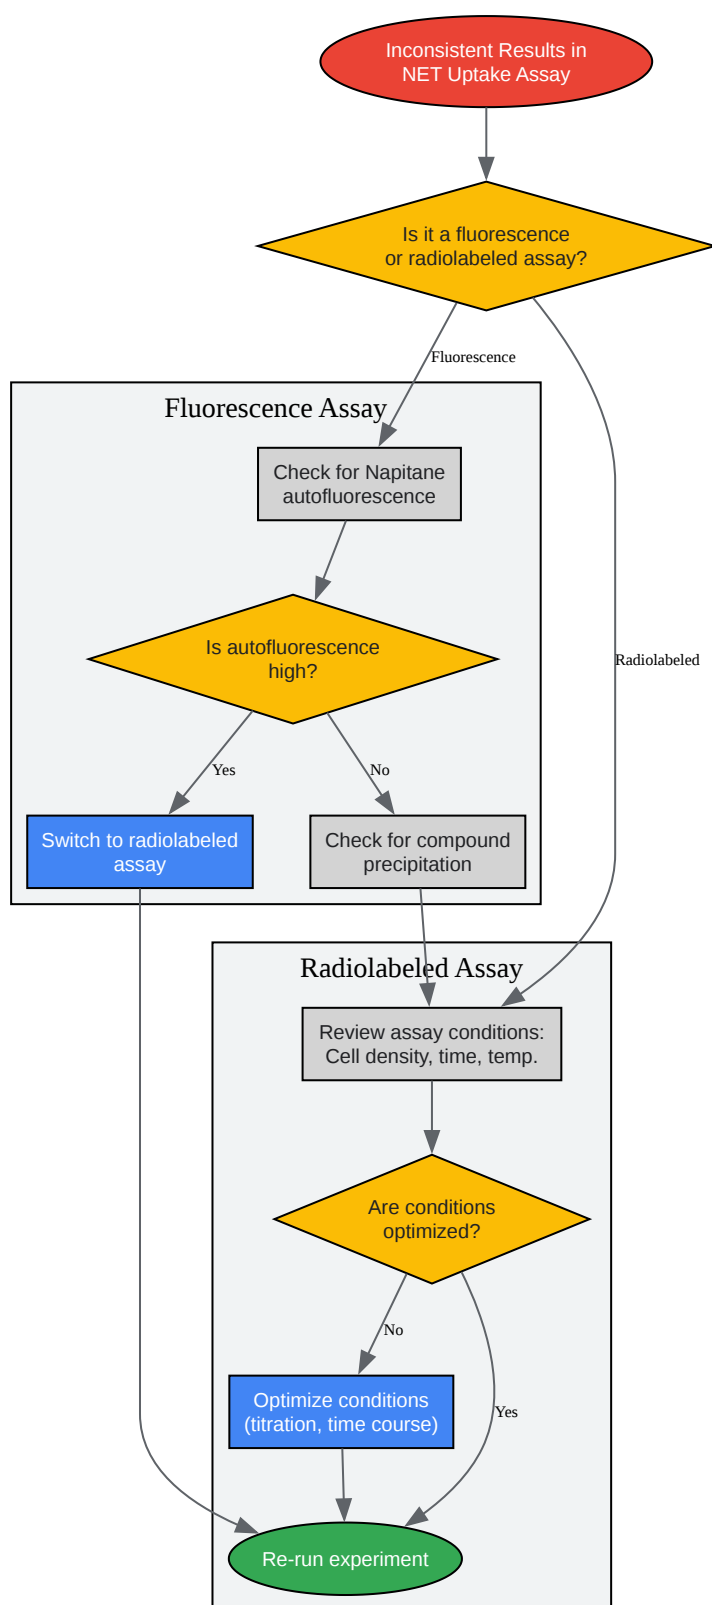 Inconsistent Results in
NET Uptake Assay
Is it a fluorescence
or radiolabeled assay?
Fluorescence
Fluorescence Assay
Check for Napitane
autofluorescence
Is autofluorescence
high?
Radiolabeled
Yes
No
Switch to radiolabeled
assay
Check for compound
precipitation
Radiolabeled Assay
Review assay conditions:
Cell density, time, temp.
Are conditions
optimized?
No
Optimize conditions
(titration, time course)
Yes
Re-run experiment